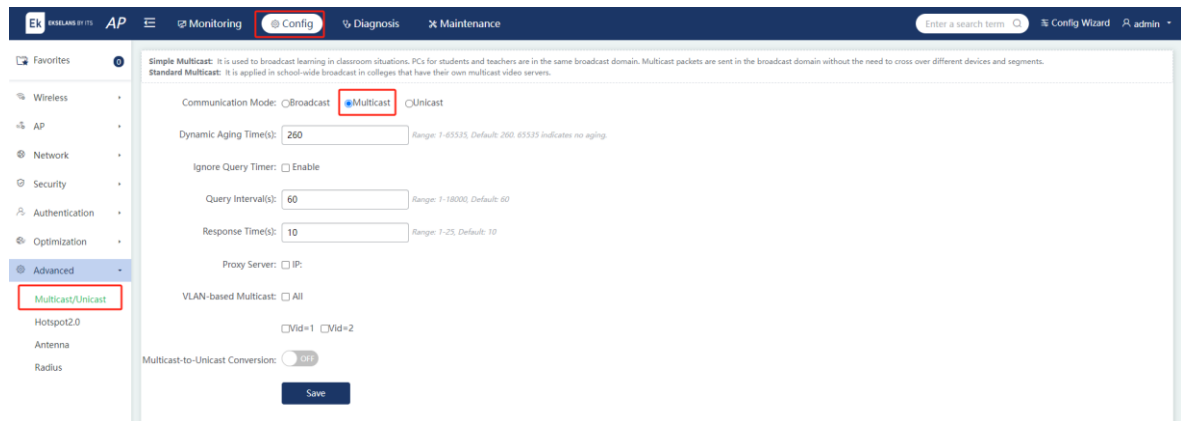 Ek EKSELANS BY ITS AP Monitoring Config Diagnosis Maintenance Enter a search term Config Wizard admin
Favorites 0
Simple Multicast: It is used to broadcast learning in classroom situations. PCs for students and teachers are in the same broadcast domain. Multicast packets are sent in the broadcast domain without the need to cross over different devices and segments.
Standard Multicast: It is applied in school-wide broadcast in colleges that have their own multicast video servers.
Wireless
AP
Network
Security
Authentication
Optimization
Advanced
Multicast/Unicast
Hotspot2.0
Antenna
Radius
Communication Mode: Broadcast Multicast Unicast
Dynamic Aging Time(s): 260 Range: 1-65535, Default: 260. 65535 indicates no aging.
Ignore Query Timer: Enable
Query Interval(s): 60 Range: 1-18000, Default: 60
Response Time(s): 10 Range: 1-25, Default: 10
Proxy Server: IP:
VLAN-based Multicast: All
Vid=1 Vid=2
Multicast-to-Unicast Conversion: OFF
Save